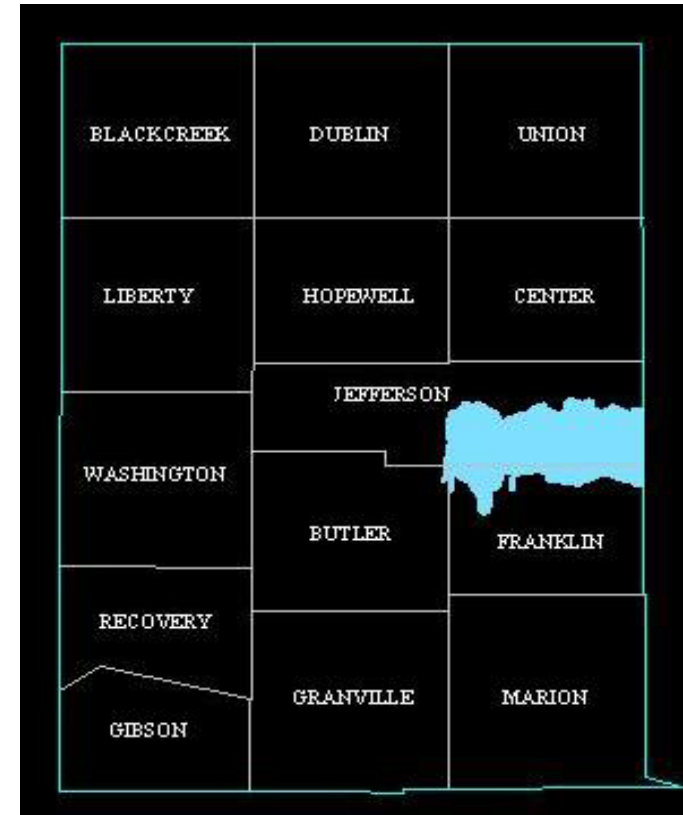 BLACKCREEK DUBLIN UNION
LIBERTY HOPEWELL CENTER
JEFFERSON
WASHINGTON
BUTLER FRANKLIN
RECOVERY
GRANVILLE MARION
GIBSON